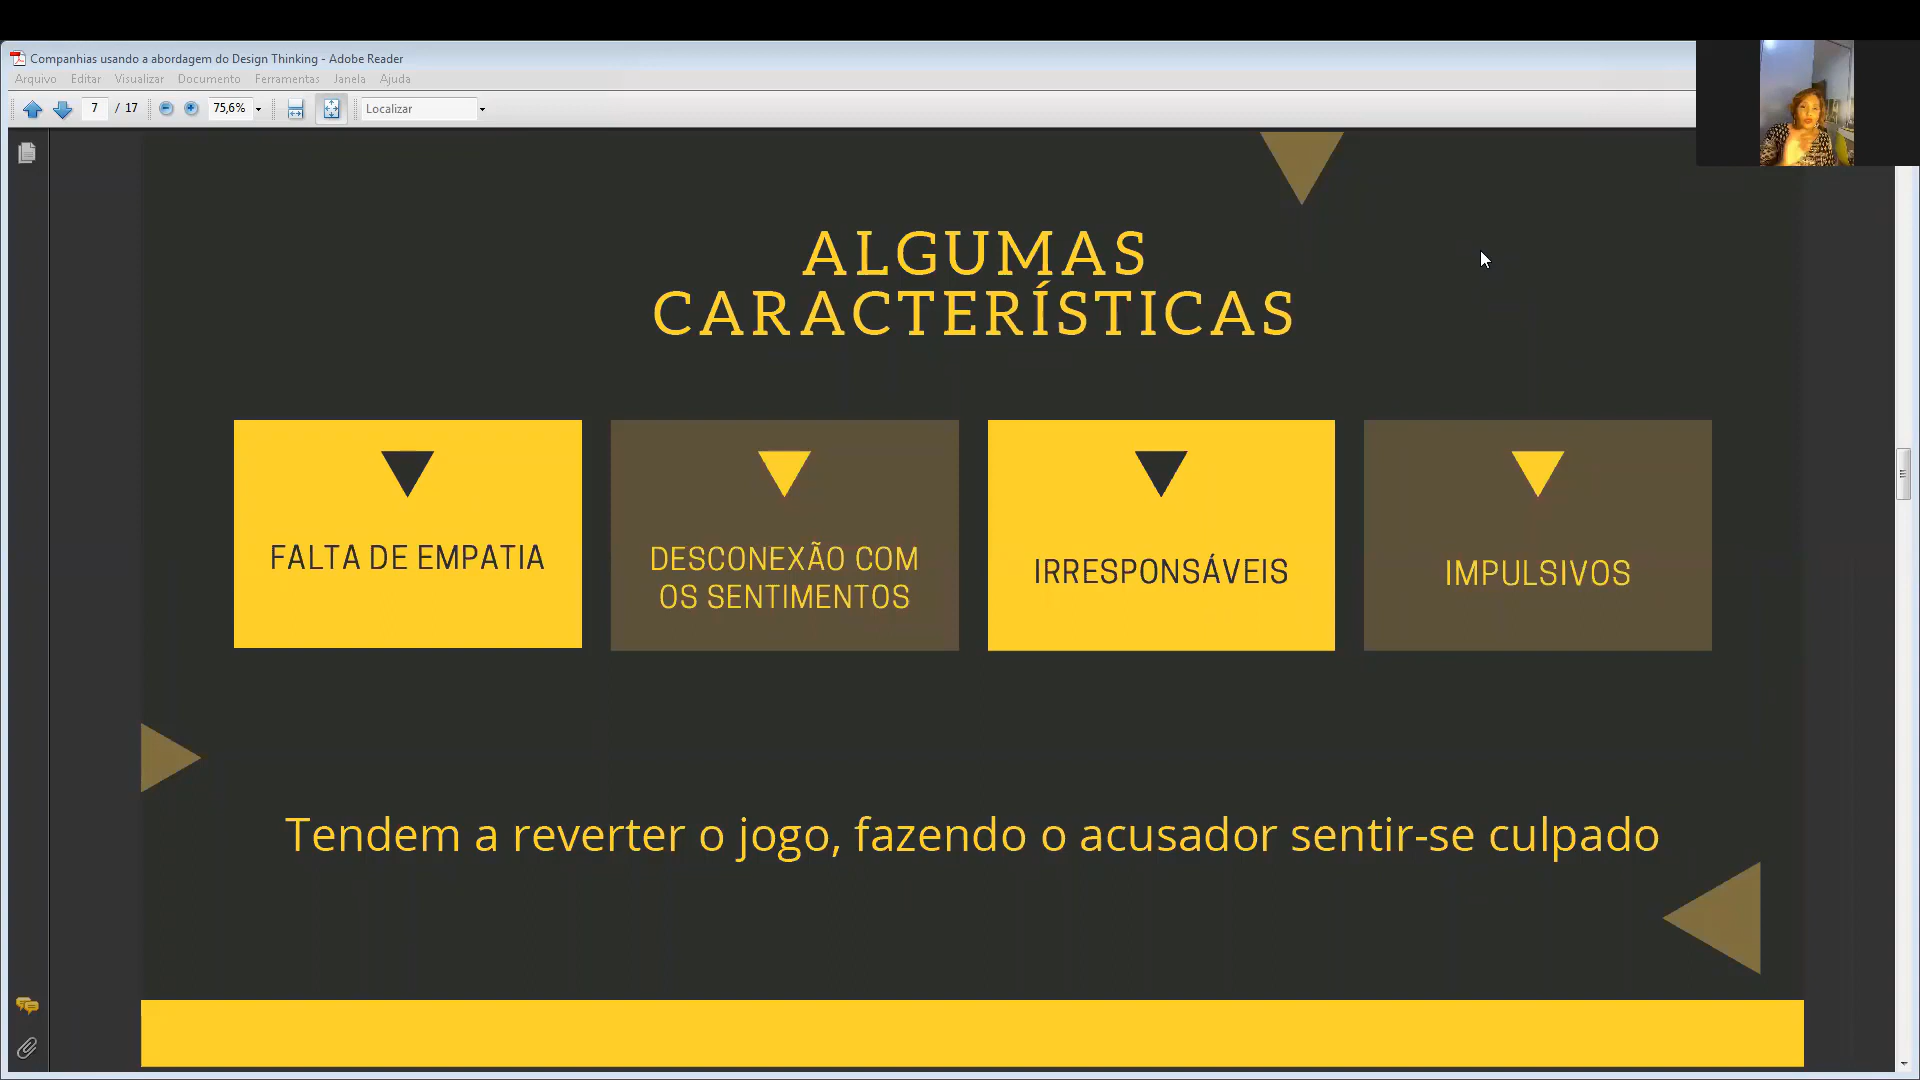 Companhias usando a abordagem do Design Thinking - Adobe Reader
Arquivo Editar Visualizar Documento Ferramentas Janela Ajuda
7 / 17 75,6% Localizar
ALGUMAS
CARACTERÍSTICAS
FALTA DE EMPATIA
DESCONEXÃO COM
OS SENTIMENTOS
IRRESPONSÁVEIS
IMPULSIVOS
Tendem a reverter o jogo, fazendo o acusador sentir-se culpado